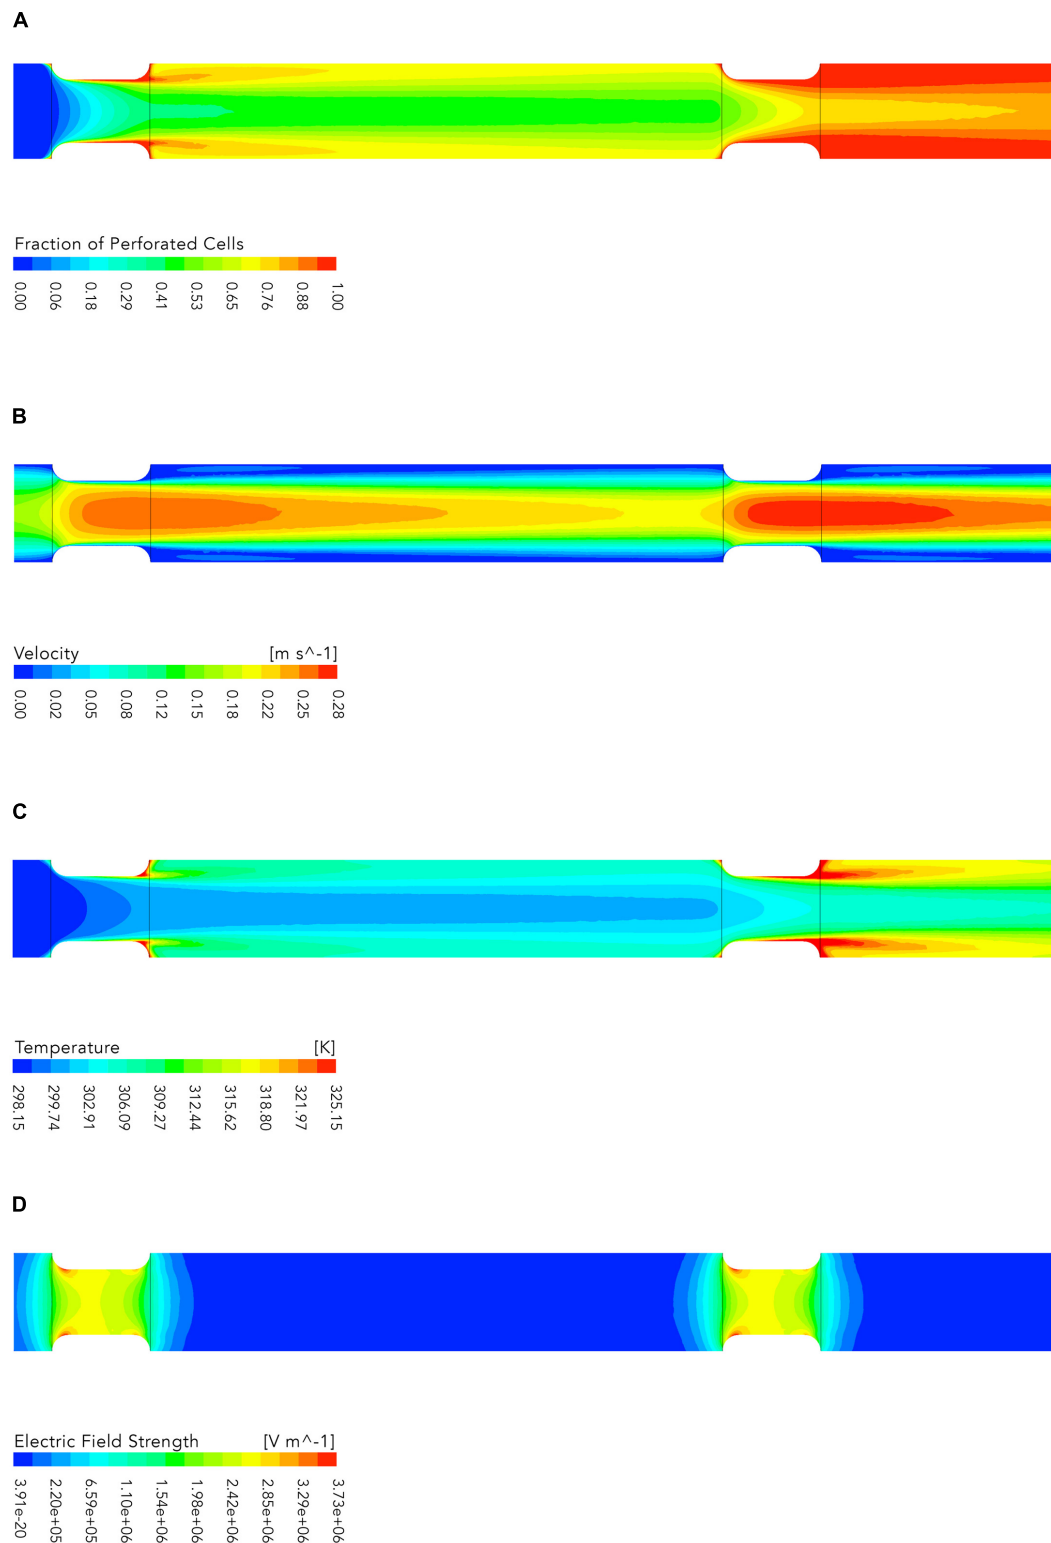 A
Fraction of Perforated Cells
0.00 0.06 0.18 0.29 0.41 0.53 0.65 0.76 0.88 1.00
B
Velocity [m s^-1]
0.00 0.02 0.05 0.08 0.12 0.15 0.18 0.22 0.25 0.28
C
Temperature [K]
298.15 299.74 302.91 306.09 309.27 312.44 315.62 318.80 321.97 325.15
D
Electric Field Strength [V m^-1]
3.91e-20 2.20e+05 6.59e+05 1.10e+06 1.54e+06 1.98e+06 2.42e+06 2.85e+06 3.29e+06 3.73e+06